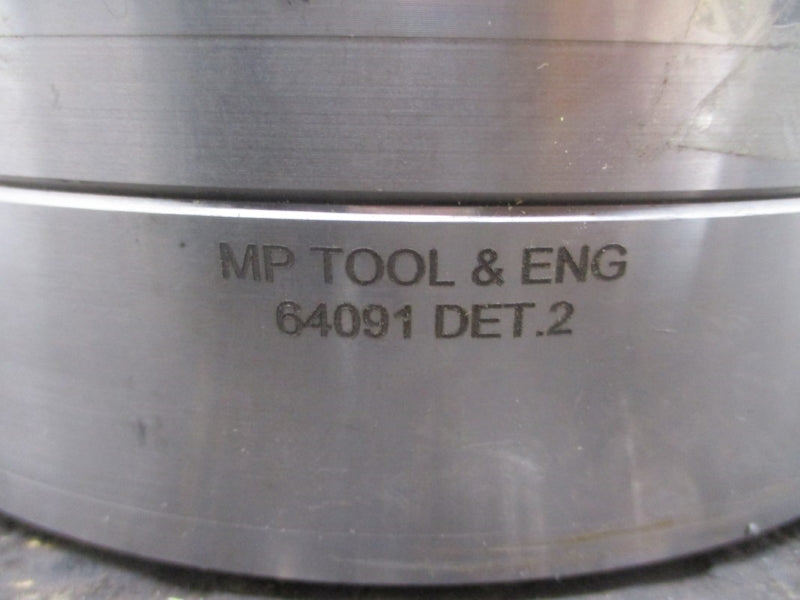 MP TOOL & ENG
64091 DET.2